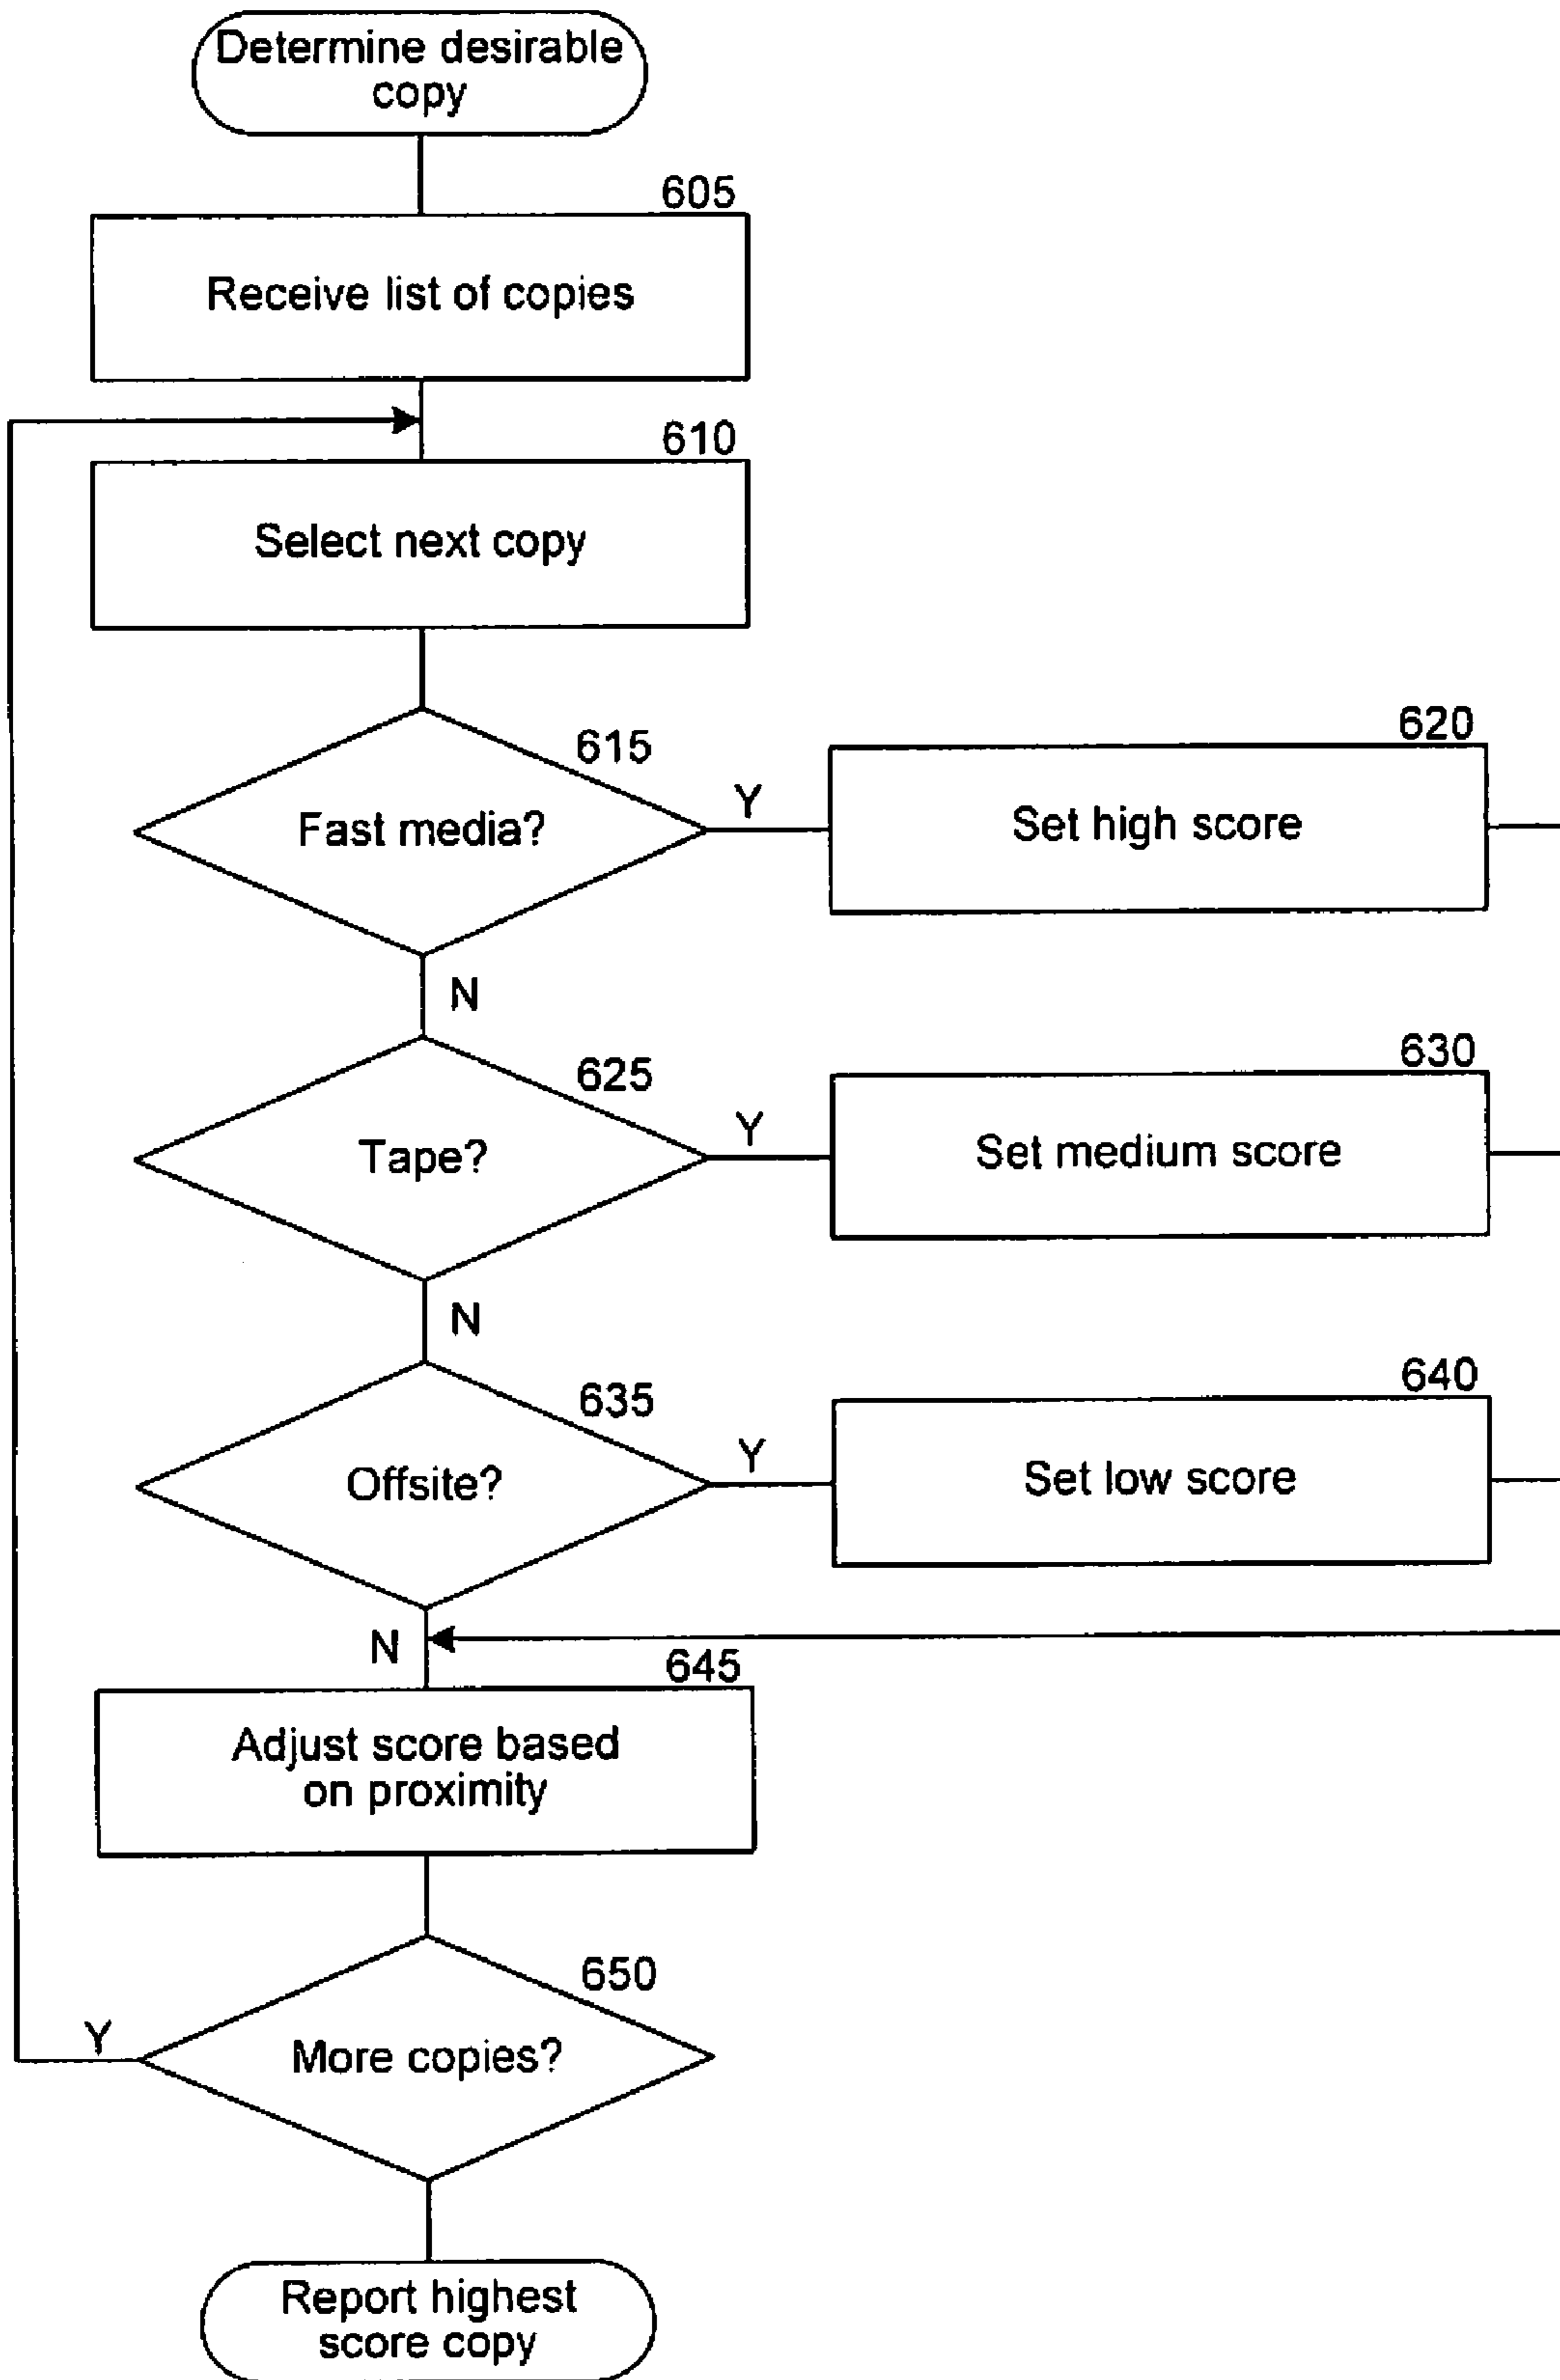 Determine desirable
copy
605
Receive list of copies
610
Select next copy
615
Fast media?
Y
620
Set high score
N
625
Tape?
Y
630
Set medium score
N
635
Offsite?
Y
640
Set low score
N
645
Adjust score based
on proximity
650
More copies?
Y
Report highest
score copy